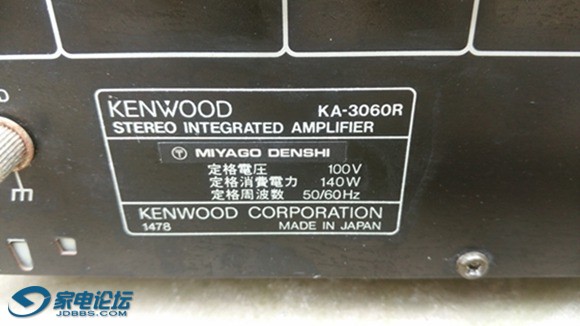 KENWOOD KA-3060R
STEREO INTEGRATED AMPLIFIER
MIYAGO DENSHI
定格電圧 100V
定格消費電力 140W
定格周波数 50/60Hz
KENWOOD CORPORATION
1478 MADE IN JAPAN
家电论坛
JDBBS.COM